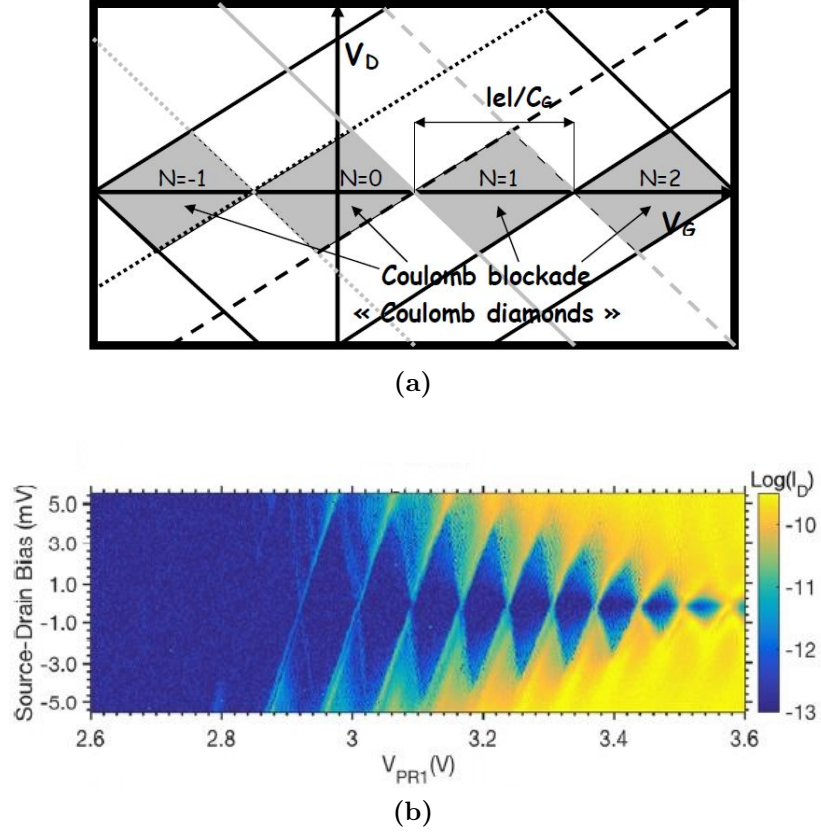 V_D
|e|/C_G
N=-1 N=0 N=1 N=2
V_G
Coulomb blockade
« Coulomb diamonds »
(a)
Log(I_D)
Source-Drain Bias (mV)
5.0
3.0
1.0
-1.0
-3.0
-5.0
-10
-11
-12
-13
2.6 2.8 3 3.2 3.4 3.6
V_PR1(V)
(b)